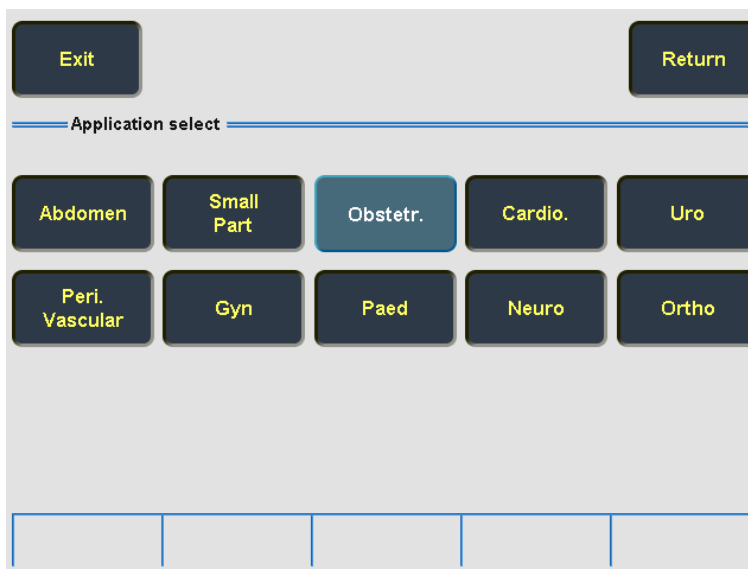 Exit
Return
Application select
Abdomen
Small
Part
Obstetr.
Cardio.
Uro
Peri.
Vascular
Gyn
Paed
Neuro
Ortho